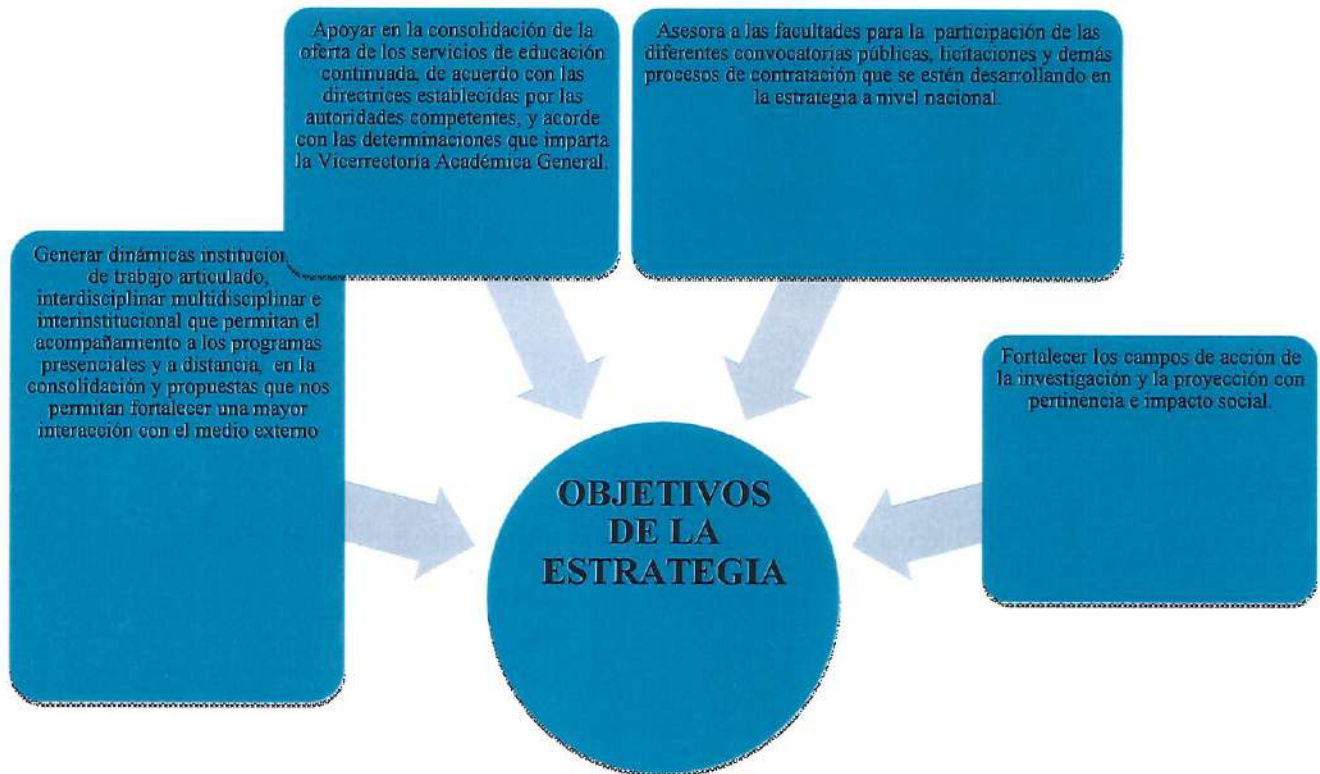 Apoyar en la consolidación de la
oferta de los servicios de educación
continuada, de acuerdo con las
directrices establecidas por las
autoridades competentes, y acorde
con las determinaciones que imparta
la Vicerrectoría Académica General.
Asesora a las facultades para la participación de las
diferentes convocatorias públicas, licitaciones y demás
procesos de contratación que se estén desarrollando en
la estrategia a nivel nacional.
Generar dinámicas institucion
de trabajo articulado,
interdisciplinar multidisciplinar e
interinstitucional que permitan el
acompañamiento a los programas
presenciales y a distancia, en la
consolidación y propuestas que nos
permitan fortalecer una mayor
interacción con el medio externo
Fortalecer los campos de acción de
la investigación y la proyección con
pertinencia e impacto social.
OBJETIVOS
DE LA
ESTRATEGIA